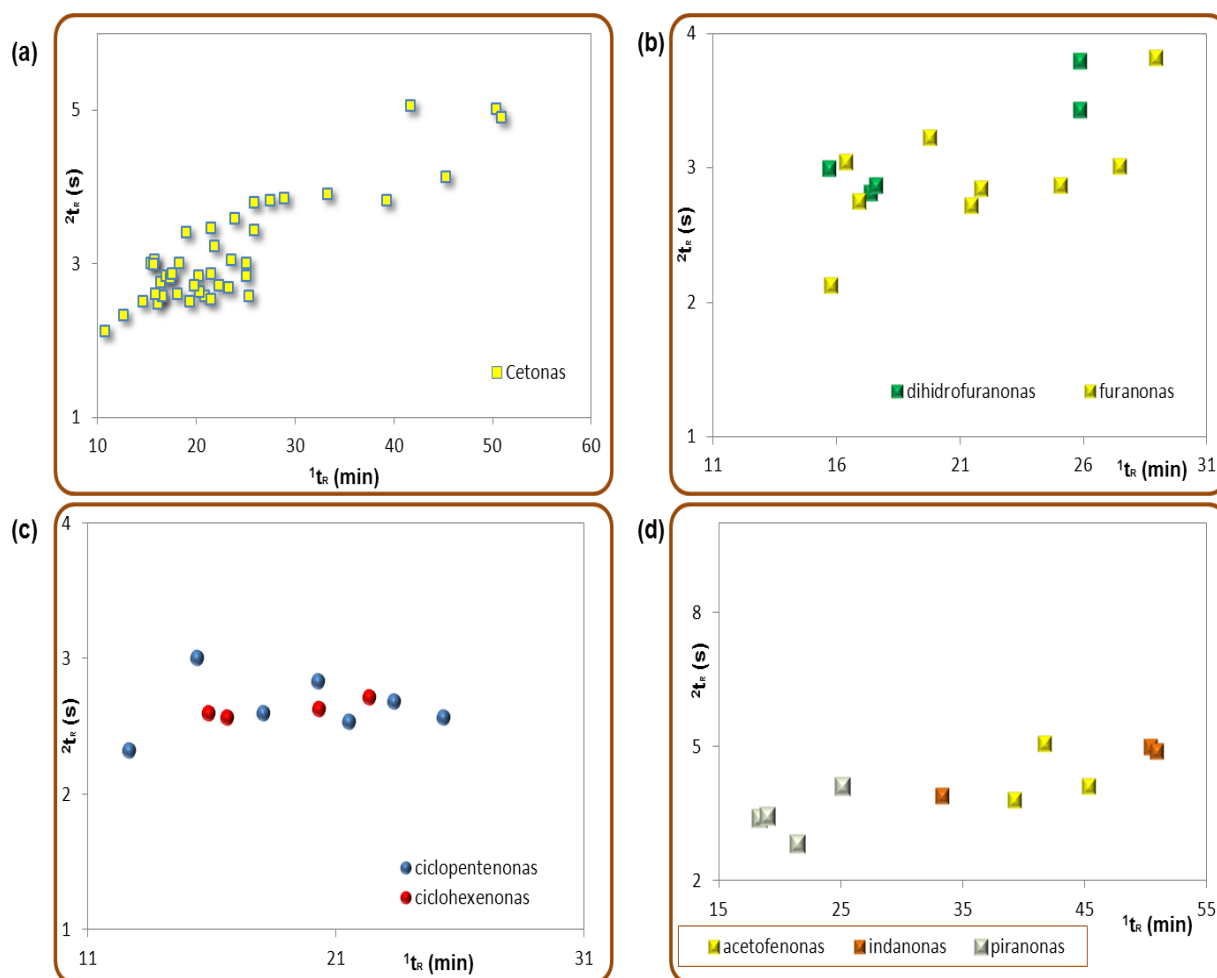 (a)
5
3
1
²tR (s)
Cetonas
10 20 30 40 50 60
¹tR (min)
(b)
4
3
2
1
²tR (s)
dihidrofuranonas furanonas
11 16 21 26 31
¹tR (min)
(c)
4
3
2
1
²tR (s)
ciclopentenonas
ciclohexenonas
11 21 31
¹tR (min)
(d)
8
5
2
²tR (s)
15 25 35 45 55
¹tR (min)
acetofenonas indanonas piranonas